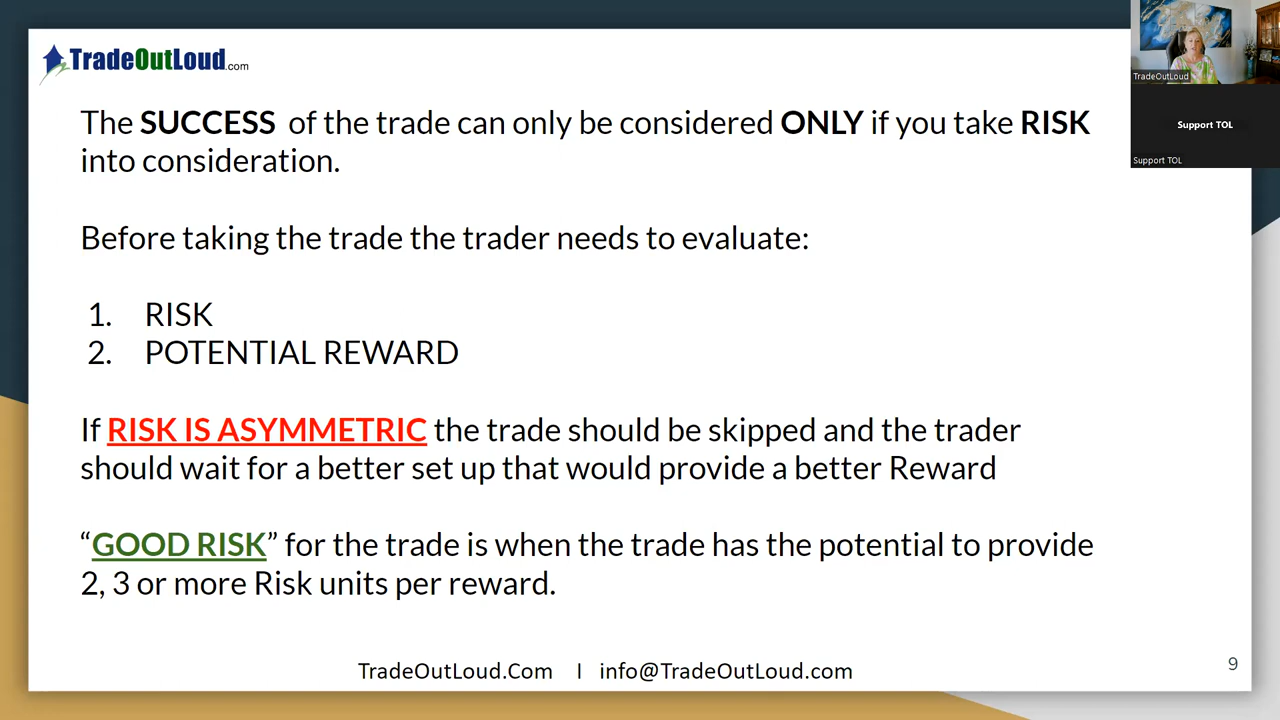 TradeOutLoud.com
TradeOutLoud
Support TOL
Support TOL
The SUCCESS of the trade can only be considered ONLY if you take RISK
into consideration.
Before taking the trade the trader needs to evaluate:
1. RISK
2. POTENTIAL REWARD
If RISK IS ASYMMETRIC the trade should be skipped and the trader
should wait for a better set up that would provide a better Reward
“GOOD RISK” for the trade is when the trade has the potential to provide
2, 3 or more Risk units per reward.
TradeOutLoud.Com I info@TradeOutLoud.com
9